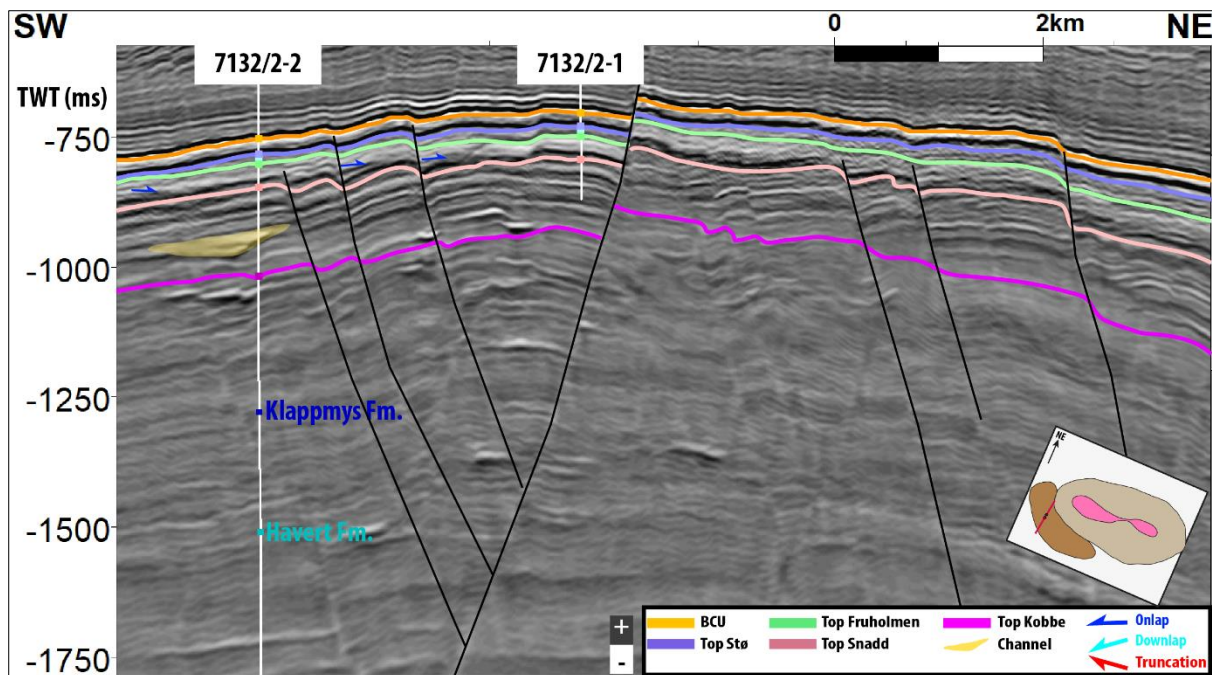 SW
0
2km
NE
7132/2-2
7132/2-1
TWT (ms)
-750
-1000
-1250
-1500
-1750
Klappmys Fm.
Havert Fm.
NE
+
-
BCU
Top Fruholmen
Top Kobbe
Onlap
Top Stø
Top Snadd
Channel
Downlap
Truncation